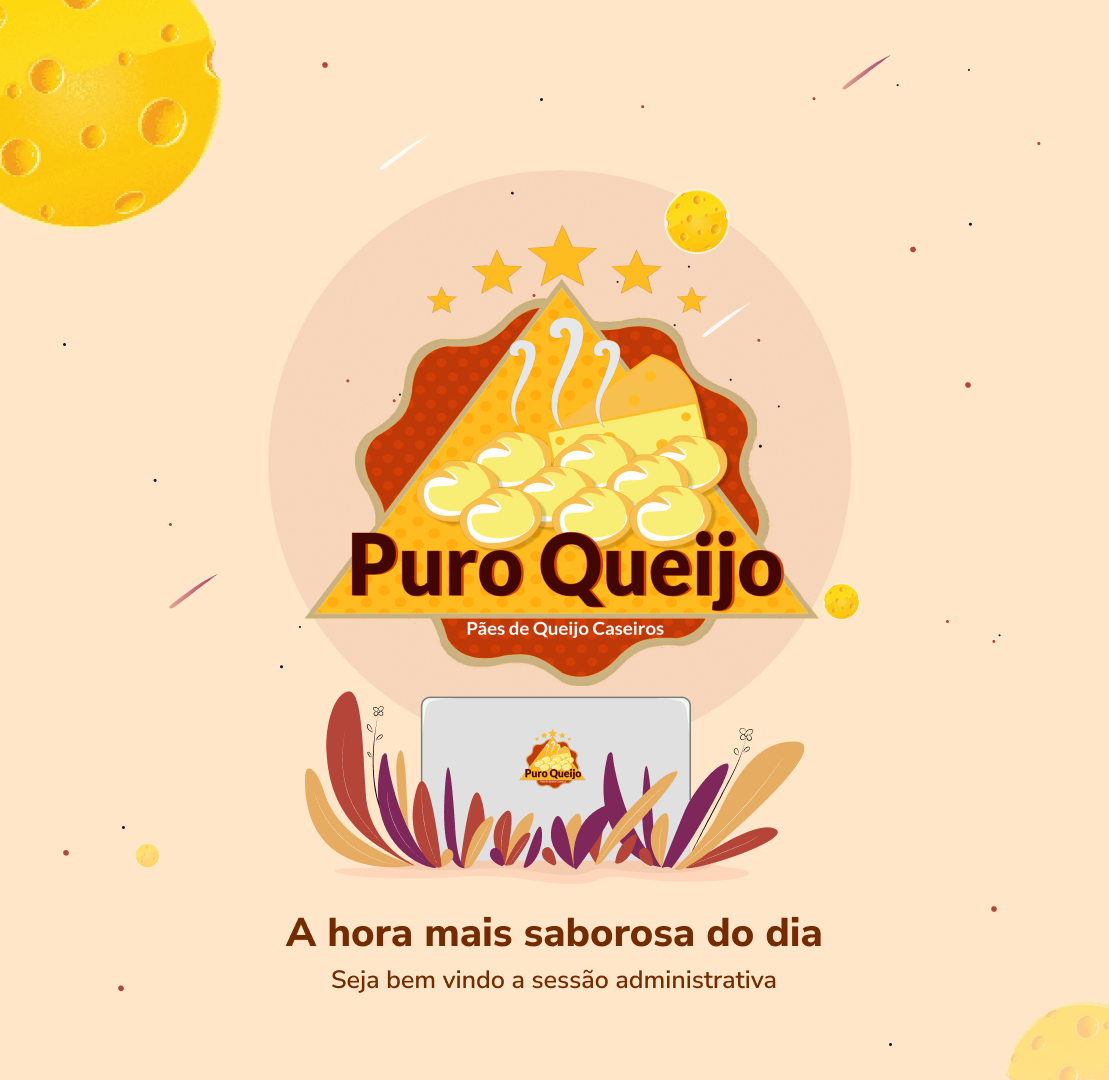 Puro Queijo
Pães de Queijo Caseiros
Puro Queijo
A hora mais saborosa do dia
Seja bem vindo a sessão administrativa